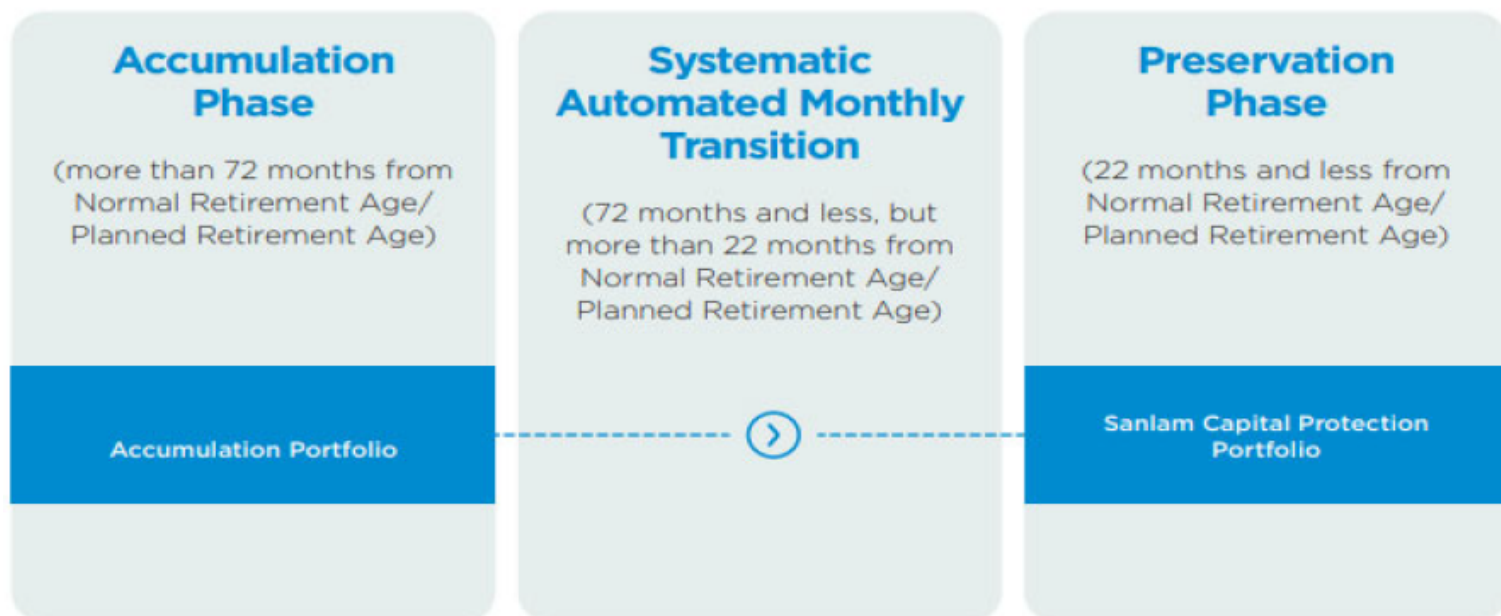 Accumulation
Phase
(more than 72 months from
Normal Retirement Age/
Planned Retirement Age)
Accumulation Portfolio
Systematic
Automated Monthly
Transition
(72 months and less, but
more than 22 months from
Normal Retirement Age/
Planned Retirement Age)
Preservation
Phase
(22 months and less from
Normal Retirement Age/
Planned Retirement Age)
Sanlam Capital Protection
Portfolio